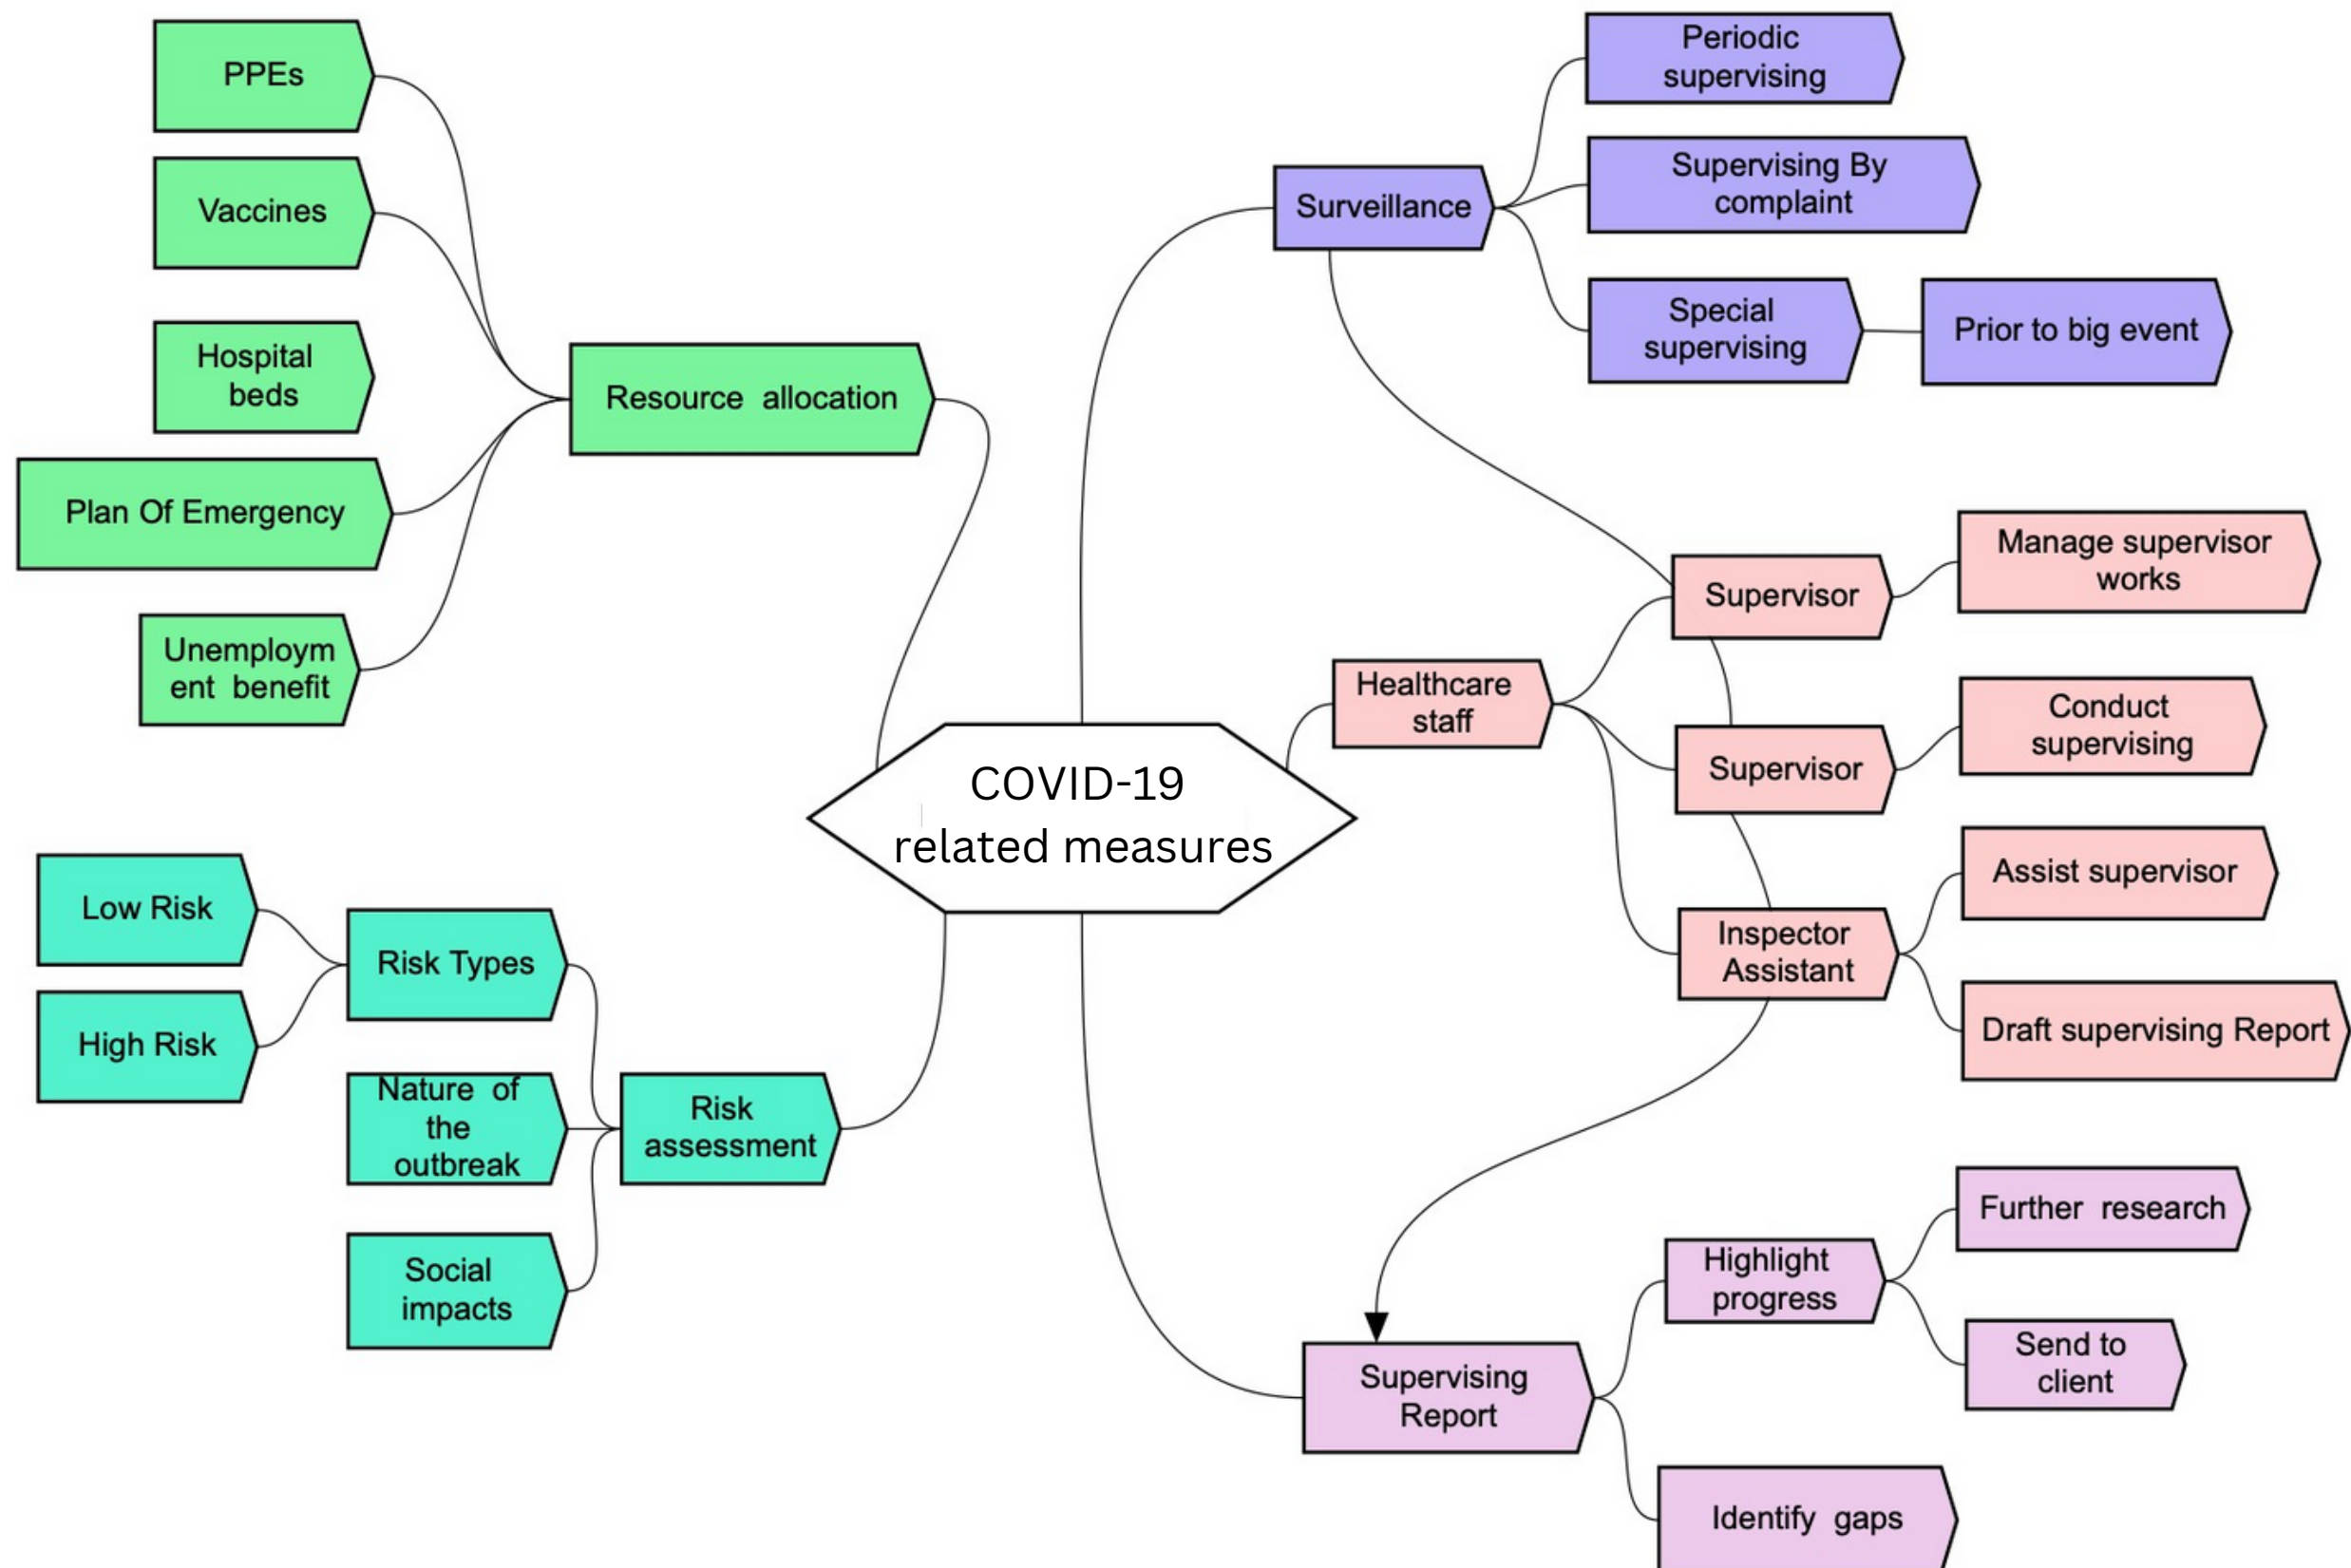 PPEs
Vaccines
Hospital
beds
Plan Of Emergency
Unemploym
ent benefit
Resource allocation
Low Risk
High Risk
Risk Types
Nature of
the
outbreak
Social
impacts
Risk
assessment
COVID-19
related measures
Surveillance
Periodic
supervising
Supervising By
complaint
Special
supervising
Prior to big event
Healthcare
staff
Supervisor
Manage supervisor
works
Supervisor
Conduct
supervising
Inspector
Assistant
Assist supervisor
Draft supervising Report
Supervising
Report
Highlight
progress
Further research
Send to
client
Identify gaps